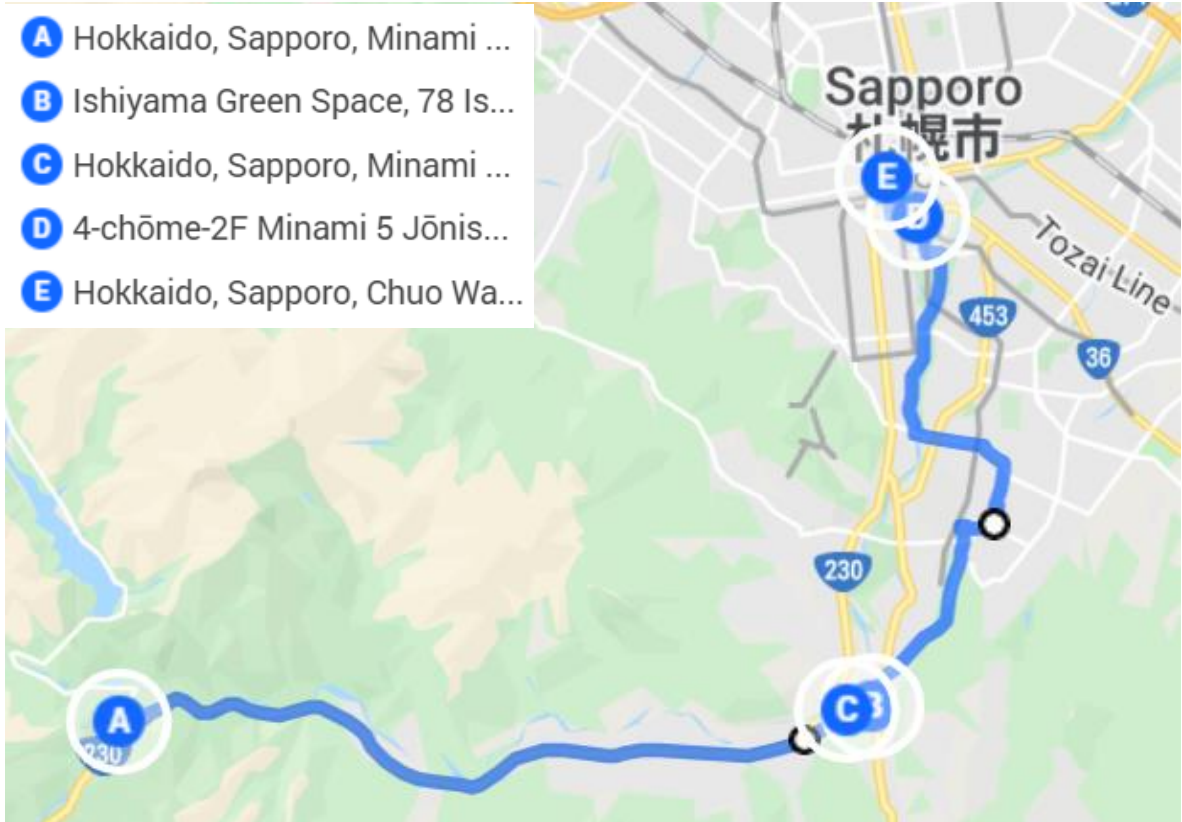 A Hokkaido, Sapporo, Minami ...
B Ishiyama Green Space, 78 Is...
C Hokkaido, Sapporo, Minami ...
D 4-chōme-2F Minami 5 Jōnis...
E Hokkaido, Sapporo, Chuo Wa...
Sapporo
札幌市
E
D
Tozai Line
453
36
230
C
B
A
230